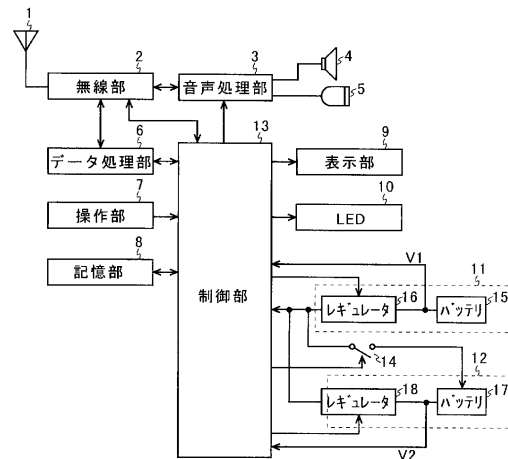 1
2
無線部
3
音声処理部
4
5
6
データ処理部
13
制御部
9
表示部
7
操作部
10
LED
8
記憶部
V1
11
レギュレータ
16
バッテリ
15
14
12
レギュレータ
18
バッテリ
17
V2